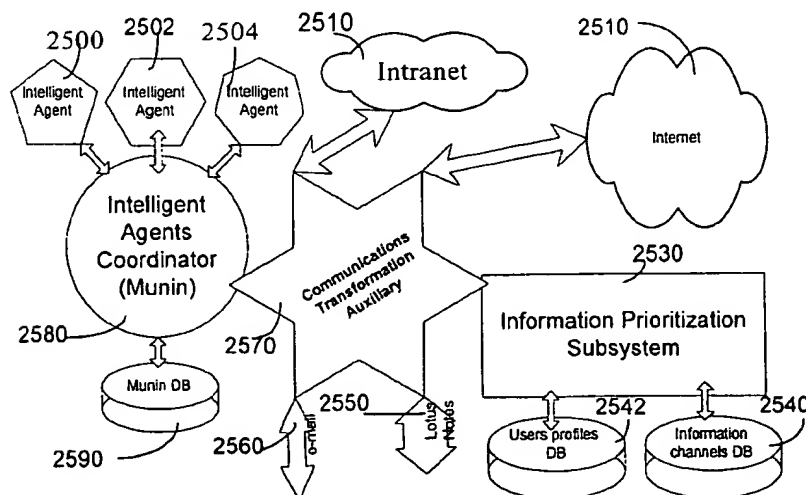 2500
2502
2504
2510
2510
Intelligent
Agent
Intelligent
Agent
Intelligent
Agent
Intranet
Internet
Intelligent
Agents
Coordinator
(Munin)
2580
Communications
Transformation
Auxiliary
2570
2530
Information Prioritization
Subsystem
Munin DB
2590
2560
e-mail
2550
Lotus
Notes
Users profiles
DB
2542
Information
channels DB
2540